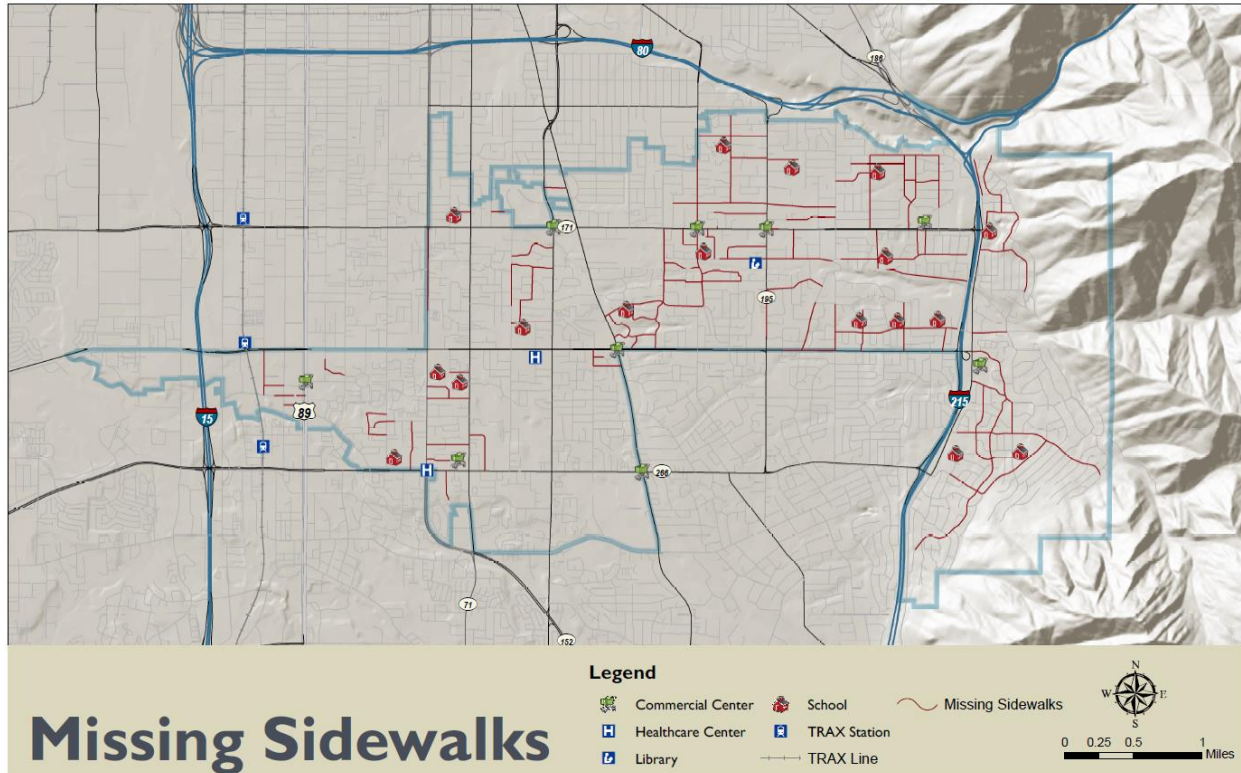 80
186
171
195
89
15
215
266
71
152
Legend
Commercial Center
School
Missing Sidewalks
Healthcare Center
TRAX Station
Library
TRAX Line
Missing Sidewalks
N
W E
S
0 0.25 0.5 1
Miles